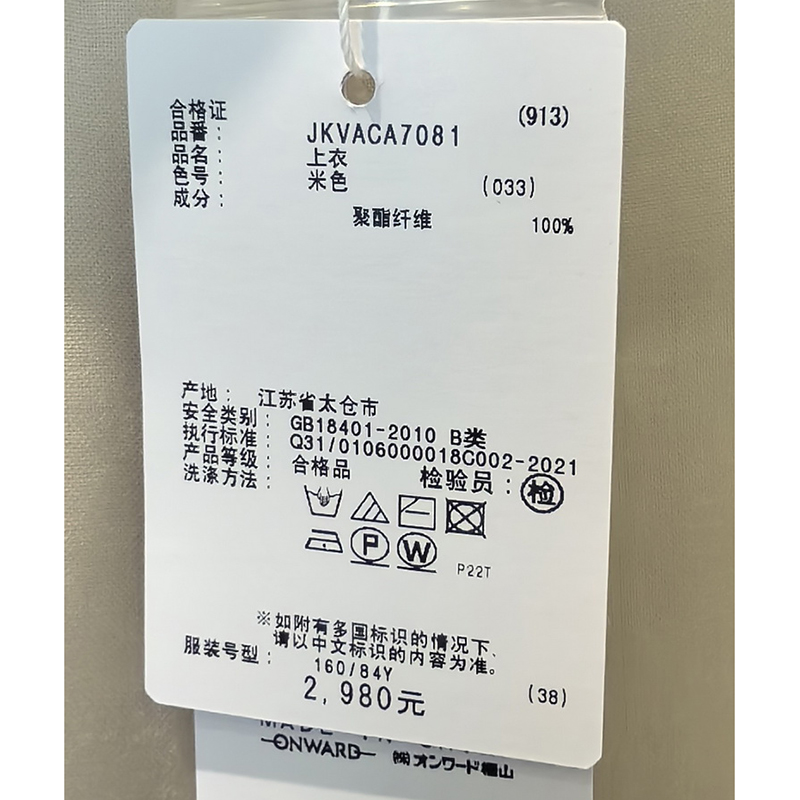 合格证 (913)
品番： JKVACA7081
品名： 上衣
色号： 米色 (033)
成分： 聚酯纤维 100%
产地： 江苏省太仓市
安全类别： GB18401-2010 B类
执行标准： Q31/0106000018C002-2021
产品等级： 合格品 检验员：检
洗涤方法：
P W P22T
※如附有多国标识的情况下、
请以中文标识的内容为准。
服装号型： 160/84Y
2,980元 (38)
MADE
ONWARD ㈱オンワード樫山